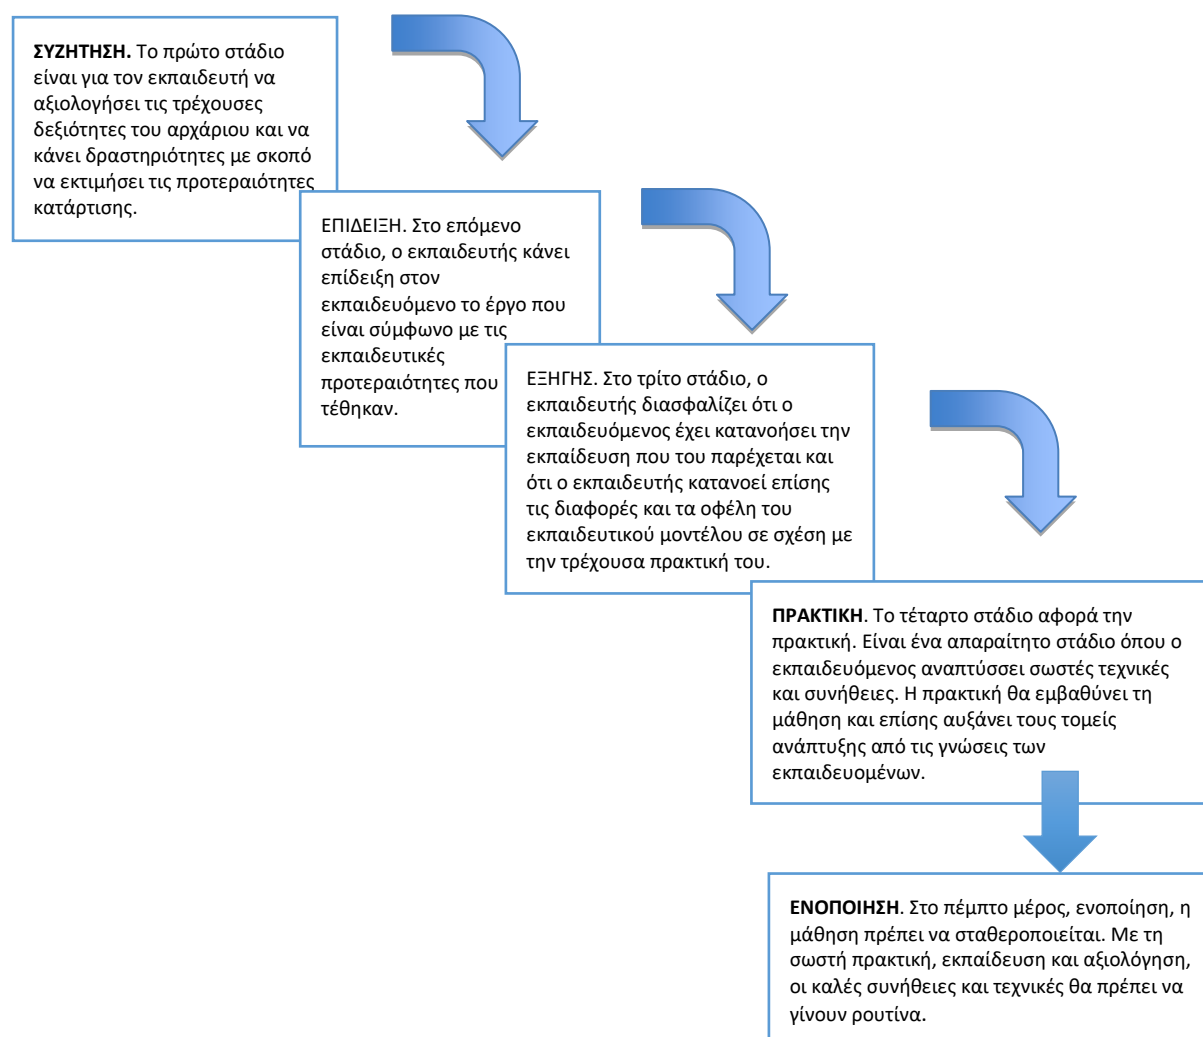 ΣΥΖΗΤΗΣΗ. Το πρώτο στάδιο
είναι για τον εκπαιδευτή να
αξιολογήσει τις τρέχουσες
δεξιότητες του αρχάριου και να
κάνει δραστηριότητες με σκοπό
να εκτιμήσει τις προτεραιότητες
κατάρτισης.
ΕΠΙΔΕΙΞΗ. Στο επόμενο
στάδιο, ο εκπαιδευτής κάνει
επίδειξη στον
εκπαιδευόμενο το έργο που
είναι σύμφωνο με τις
εκπαιδευτικές
προτεραιότητες που
τέθηκαν.
ΕΞΗΓΗΣ. Στο τρίτο στάδιο, ο
εκπαιδευτής διασφαλίζει ότι ο
εκπαιδευόμενος έχει κατανοήσει την
εκπαίδευση που του παρέχεται και
ότι ο εκπαιδευτής κατανοεί επίσης
τις διαφορές και τα οφέλη του
εκπαιδευτικού μοντέλου σε σχέση με
την τρέχουσα πρακτική του.
ΠΡΑΚΤΙΚΗ. Το τέταρτο στάδιο αφορά την
πρακτική. Είναι ένα απαραίτητο στάδιο όπου ο
εκπαιδευόμενος αναπτύσσει σωστές τεχνικές
και συνήθειες. Η πρακτική θα εμβαθύνει τη
μάθηση και επίσης αυξάνει τους τομείς
ανάπτυξης από τις γνώσεις των
εκπαιδευομένων.
ΕΝΟΠΟΙΗΣΗ. Στο πέμπτο μέρος, ενοποίηση, η
μάθηση πρέπει να σταθεροποιείται. Με τη
σωστή πρακτική, εκπαίδευση και αξιολόγηση,
οι καλές συνήθειες και τεχνικές θα πρέπει να
γίνουν ρουτίνα.